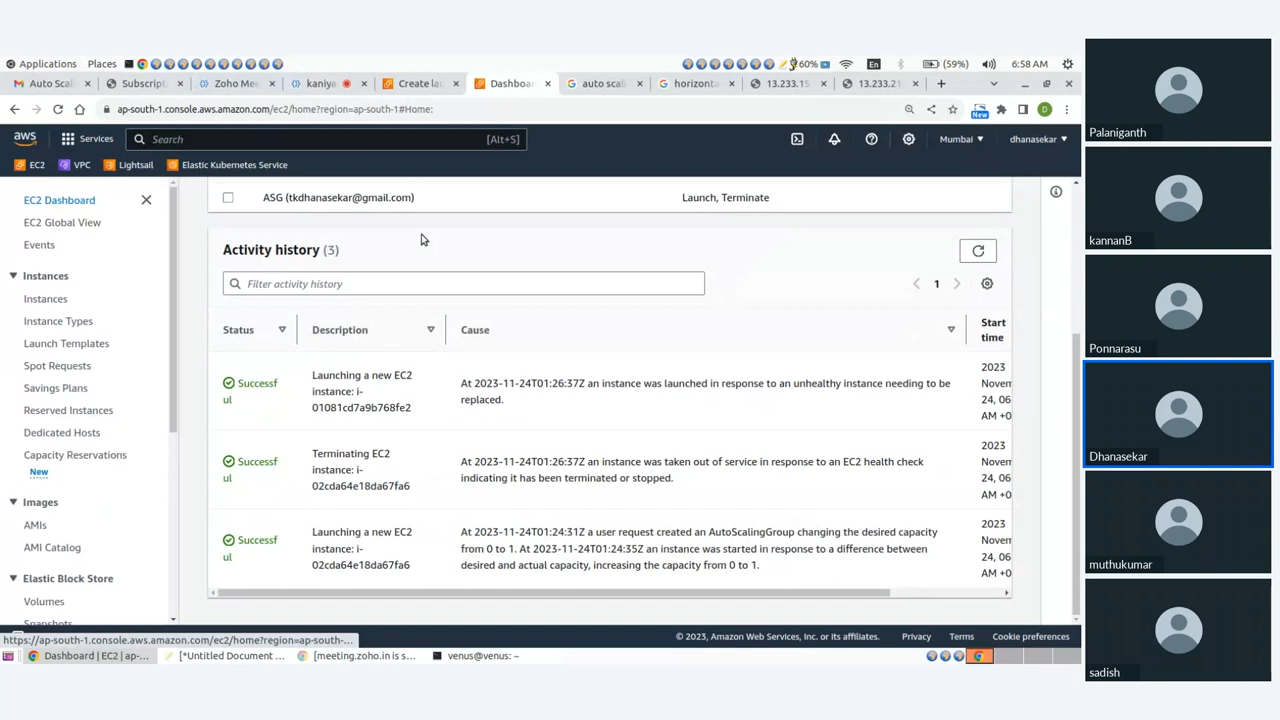 Applications Places En (59%) 6:58 AM
Auto Scali Subscript Zoho Mee kaniya Create lau Dashboa auto scali horizonta 13.233.15 13.233.21
ap-south-1.console.aws.amazon.com/ec2/home?region=ap-south-1#Home: New D
aws Services Search [Alt+S] Mumbai dhanasekar
EC2 VPC Lightsail Elastic Kubernetes Service
EC2 Dashboard
EC2 Global View
Events
Instances
Instances
Instance Types
Launch Templates
Spot Requests
Savings Plans
Reserved Instances
Dedicated Hosts
Capacity Reservations
New
Images
AMIs
AMI Catalog
Elastic Block Store
Volumes
Snapshots
ASG (tkdhanasekar@gmail.com) Launch, Terminate
Activity history (3)
Filter activity history 1
Status Description Cause Start
time
Successf
ul
Launching a new EC2
instance: i-
01081cd7a9b768fe2
At 2023-11-24T01:26:37Z an instance was launched in response to an unhealthy instance needing to be
replaced.
2023
Novem
24, 06
AM +0
Successf
ul
Terminating EC2
instance: i-
02cda64e18da67fa6
At 2023-11-24T01:26:37Z an instance was taken out of service in response to an EC2 health check
indicating it has been terminated or stopped.
2023
Novem
24, 06
AM +0
Successf
ul
Launching a new EC2
instance: i-
02cda64e18da67fa6
At 2023-11-24T01:24:31Z a user request created an AutoScalingGroup changing the desired capacity
from 0 to 1. At 2023-11-24T01:24:35Z an instance was started in response to a difference between
desired and actual capacity, increasing the capacity from 0 to 1.
2023
Novem
24, 06
AM +0
https://ap-south-1.console.aws.amazon.com/ec2/home?region=ap-south-... © 2023, Amazon Web Services, Inc. or its affiliates. Privacy Terms Cookie preferences
Dashboard | EC2 | ap-... [*Untitled Document ... [meeting.zoho.in is s... venus@venus: ~
Palaniganth
kannanB
Ponnarasu
Dhanasekar
muthukumar
sadish